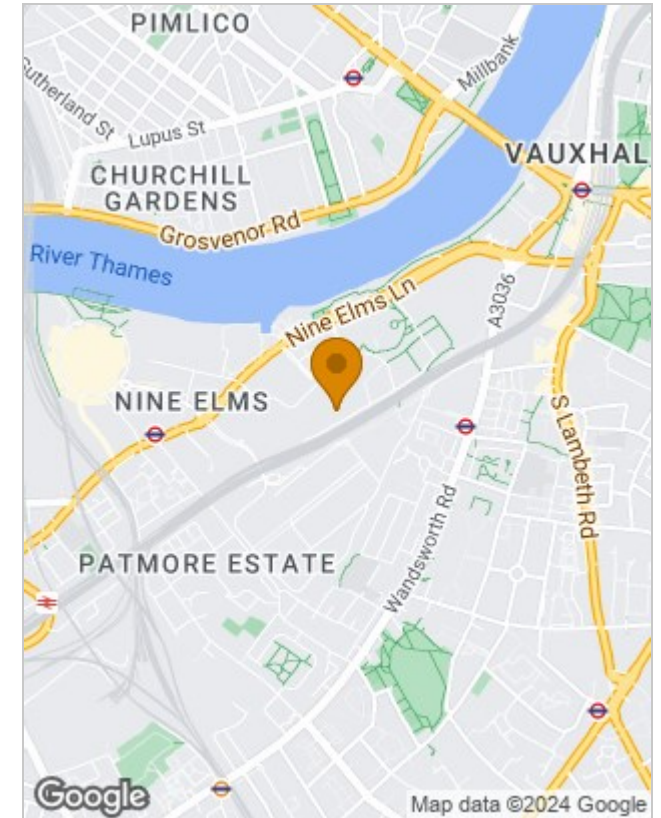 PIMLICO
Millbank
Sutherland St
Lupus St
VAUXHAL
CHURCHILL
GARDENS
Grosvenor Rd
River Thames
A3036
Nine Elms Ln
NINE ELMS
S Lambeth Rd
Wandsworth Rd
PATMORE ESTATE
Google
Map data ©2024 Google